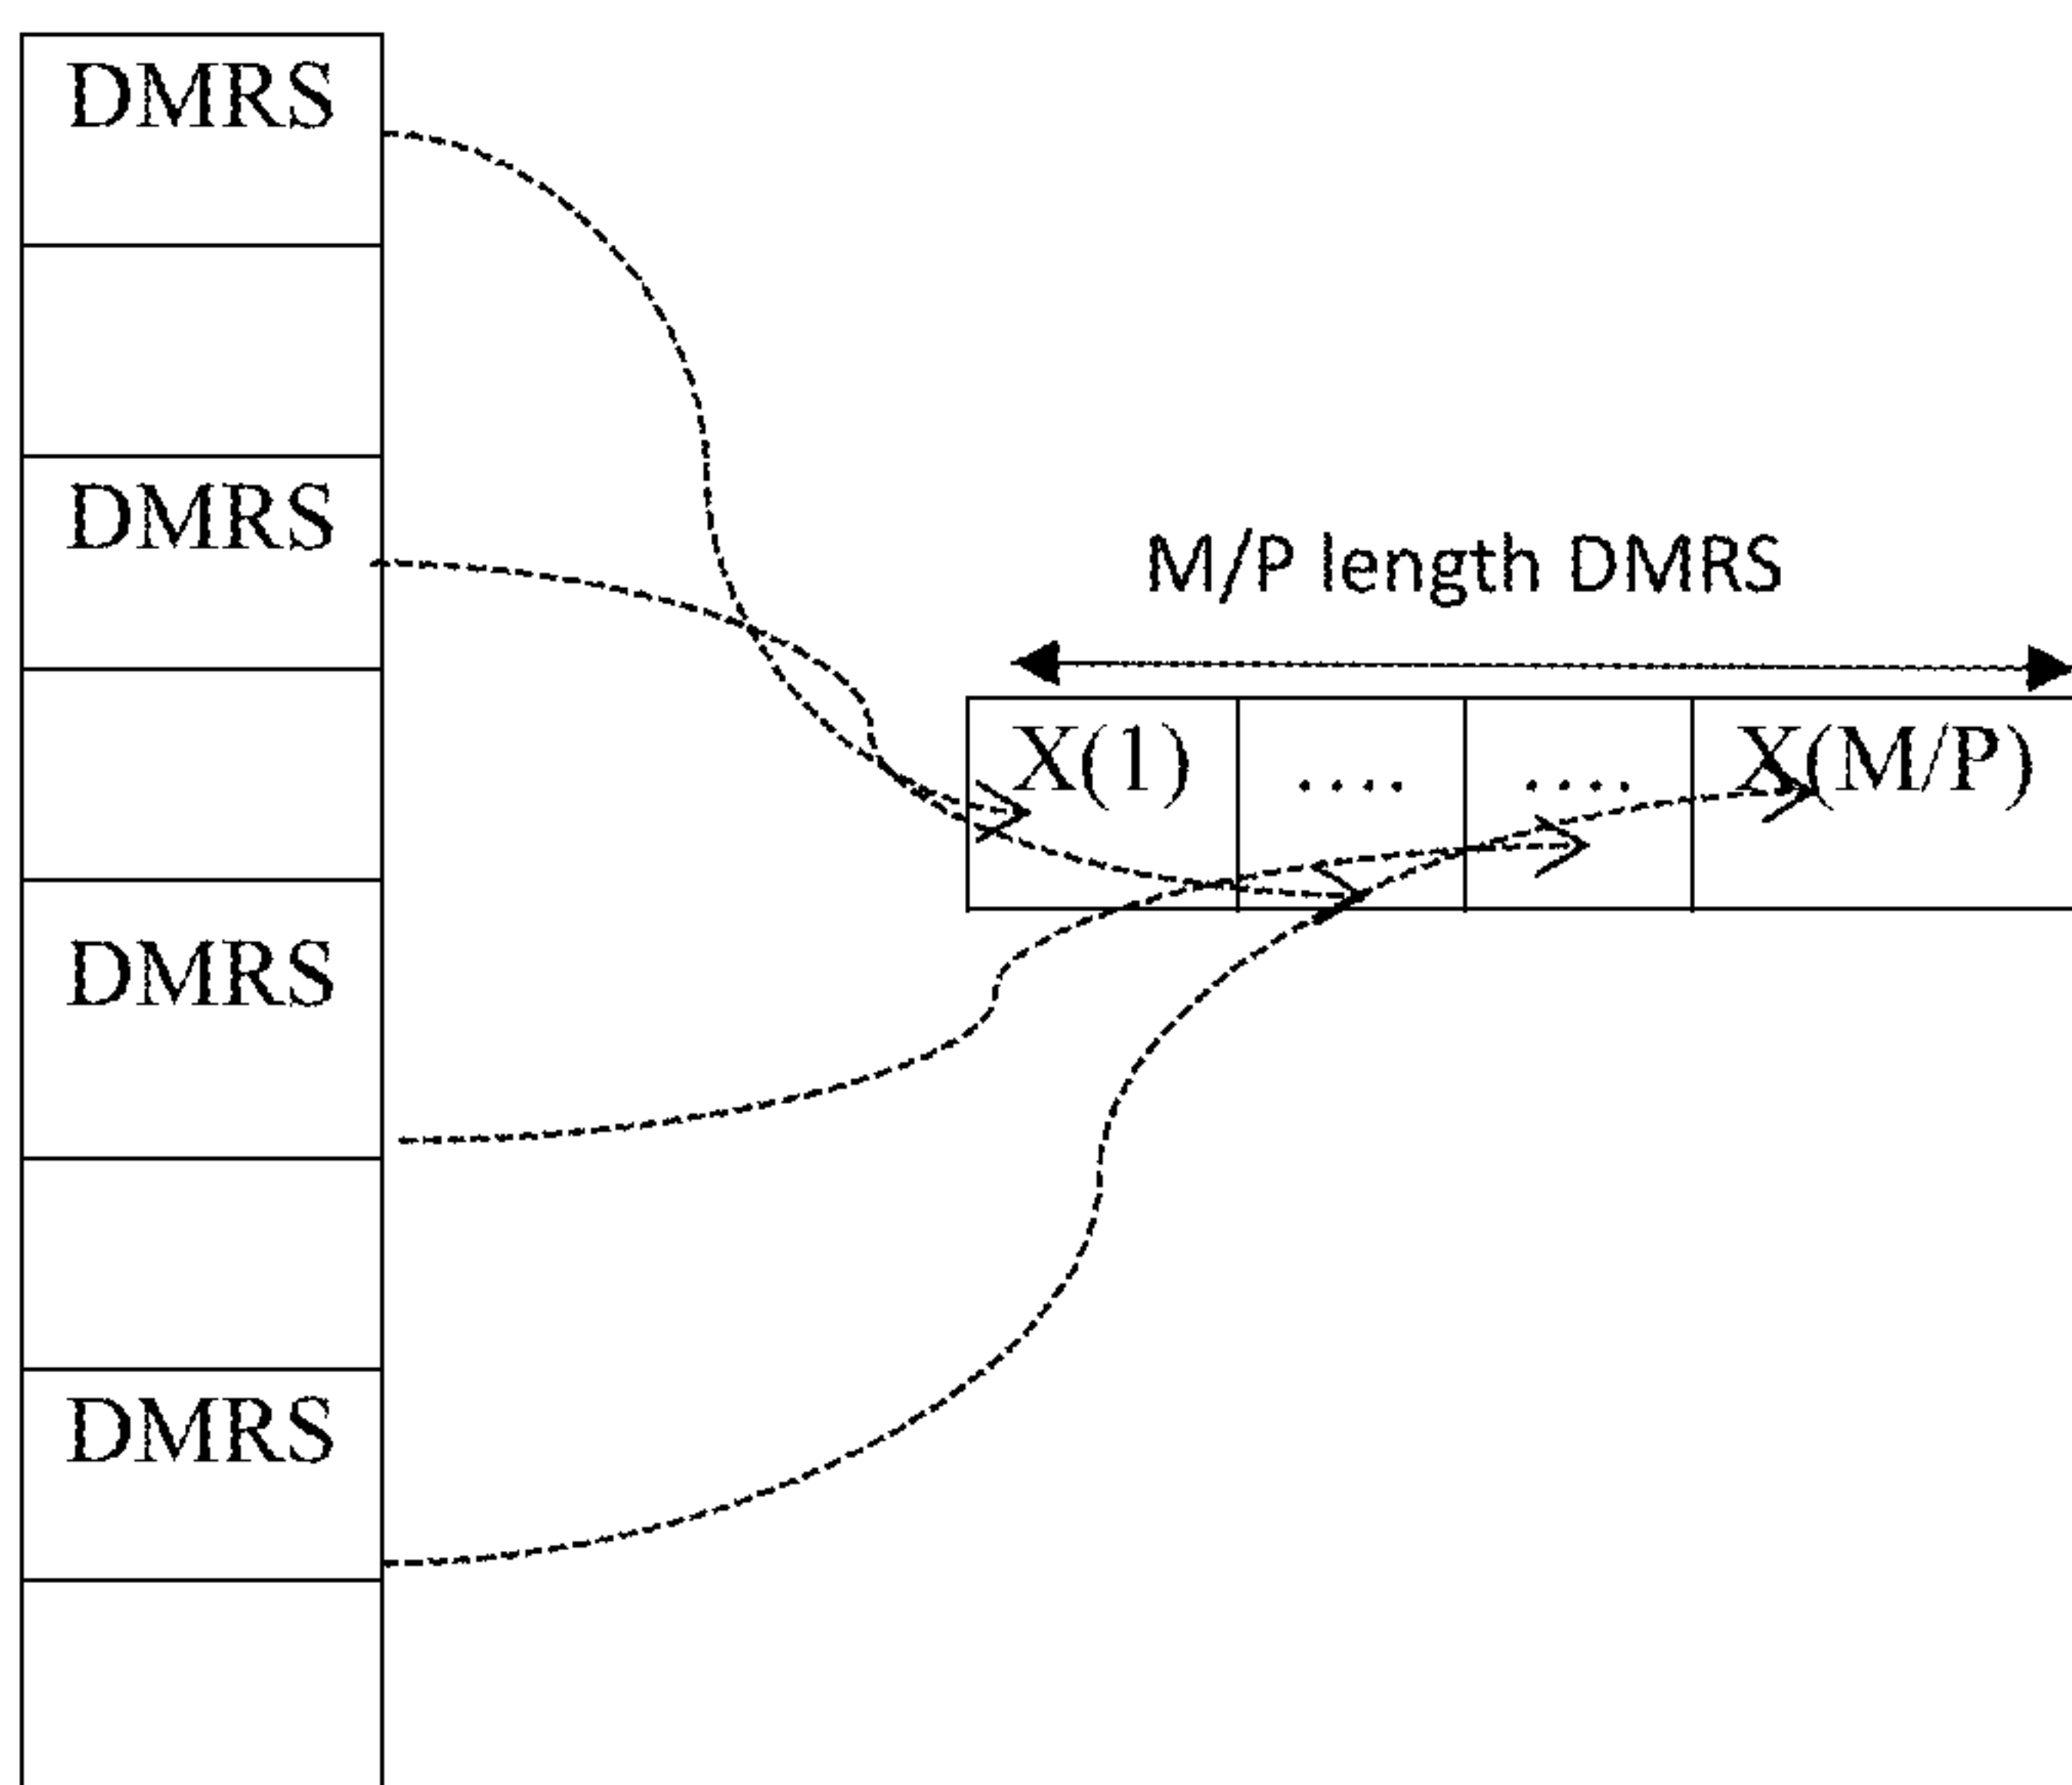 DMRS
DMRS
M/P length DMRS
X(1) .... .... X(M/P)
DMRS
DMRS